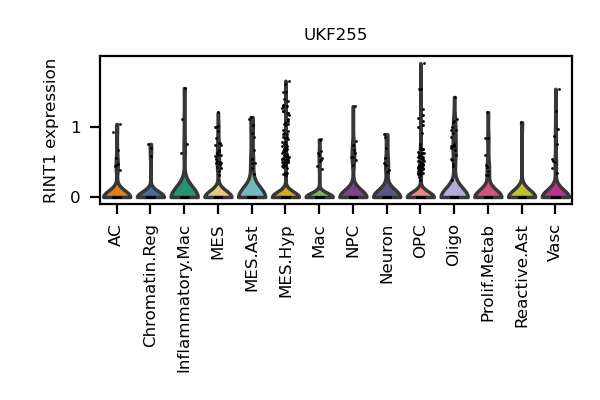 UKF255
RINT1 expression
1
0
AC
Chromatin.Reg
Inflammatory.Mac
MES
MES.Ast
MES.Hyp
Mac
NPC
Neuron
OPC
Oligo
Prolif.Metab
Reactive.Ast
Vasc